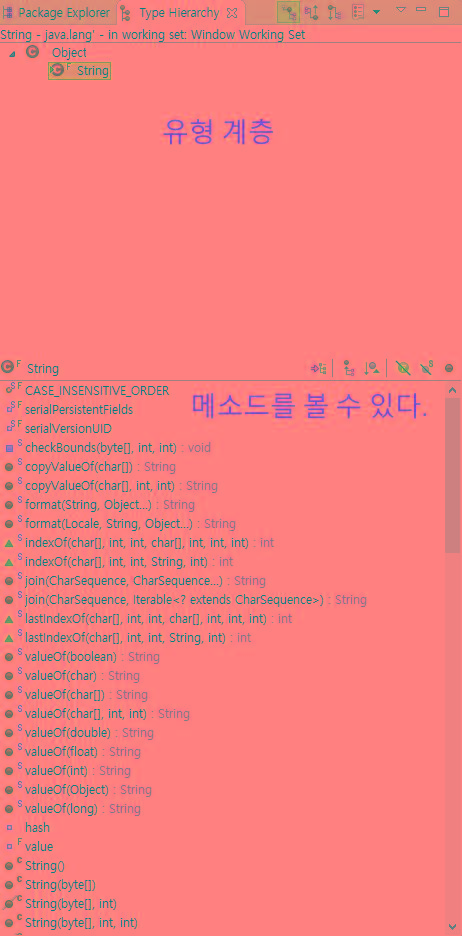 Package Explorer Type Hierarchy
String - java.lang' - in working set: Window Working Set
Object
String
유형 계층
String
CASE_INSENSITIVE_ORDER
serialPersistentFields
메소드를 볼 수 있다.
serialVersionUID
checkBounds(byte[], int, int) : void
copyValueOf(char[]) : String
copyValueOf(char[], int, int) : String
format(String, Object...) : String
format(Locale, String, Object...) : String
indexOf(char[], int, int, char[], int, int, int) : int
indexOf(char[], int, int, String, int) : int
join(CharSequence, CharSequence...) : String
join(CharSequence, Iterable<? extends CharSequence>) : String
lastIndexOf(char[], int, int, char[], int, int, int) : int
lastIndexOf(char[], int, int, String, int) : int
valueOf(boolean) : String
valueOf(char) : String
valueOf(char[]) : String
valueOf(char[], int, int) : String
valueOf(double) : String
valueOf(float) : String
valueOf(int) : String
valueOf(Object) : String
valueOf(long) : String
hash
value
String()
String(byte[])
String(byte[], int)
String(byte[], int, int)